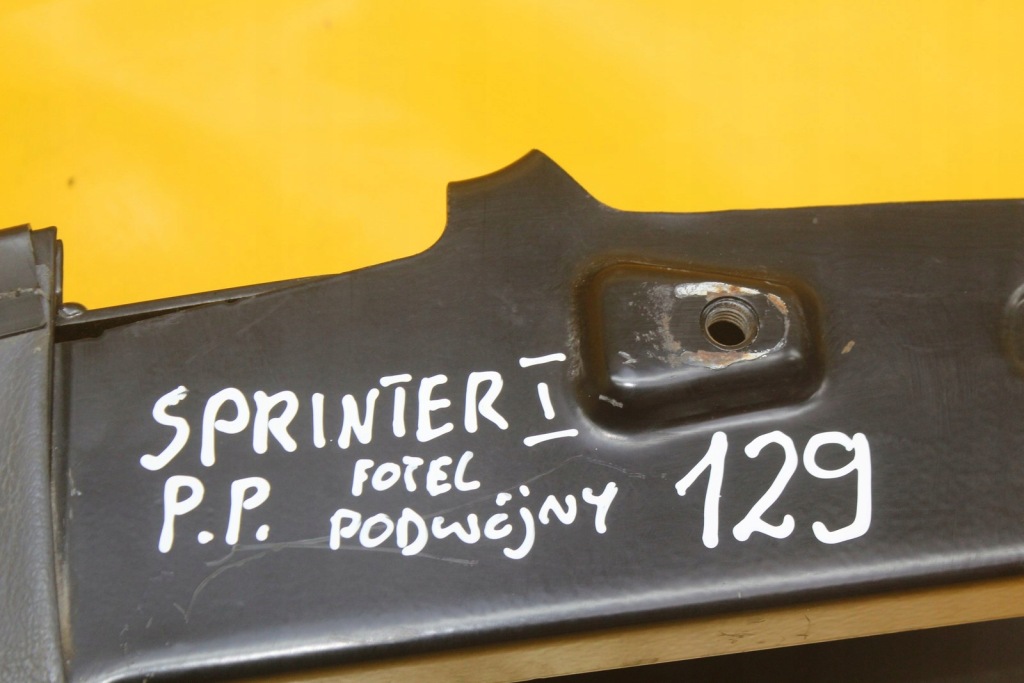 SPRINTER I
P.P. FOTEL PODWÓJNY 129